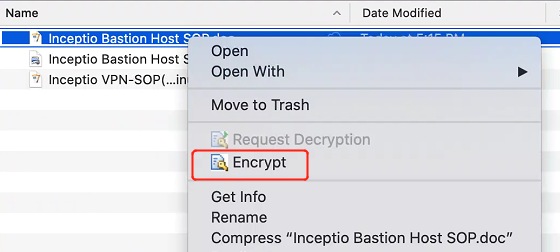 Name
Date Modified
Inceptio Bastion Host SOP.doc
Today at 5:15 PM
Inceptio Bastion Host S
Inceptio VPN-SOP(...in
Open
Open With
Move to Trash
Request Decryption
Encrypt
Get Info
Rename
Compress “Inceptio Bastion Host SOP.doc”